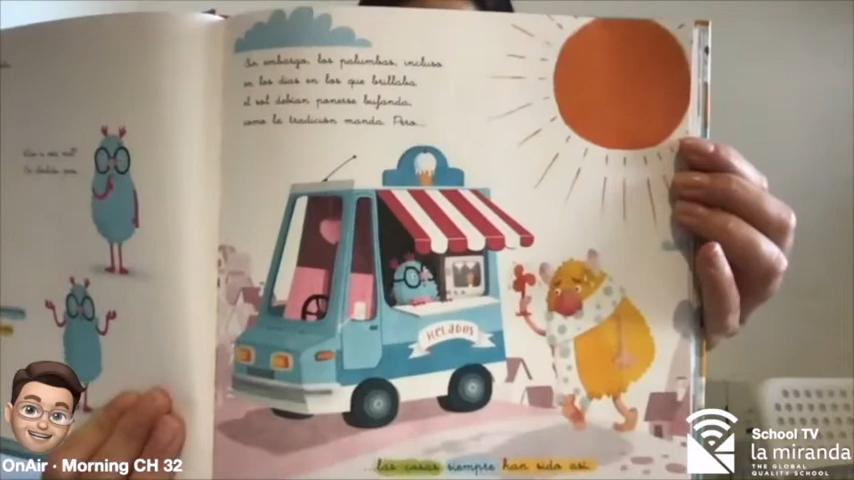 Sin embargo, los palumbas, incluso
en los días en los que brillaba
el sol debían ponerse bufanda,
como la tradición manda. Pero...
HELADOS
...las cosas siempre han sido así.
OnAir · Morning CH 32
School TV
la miranda
THE GLOBAL
QUALITY SCHOOL